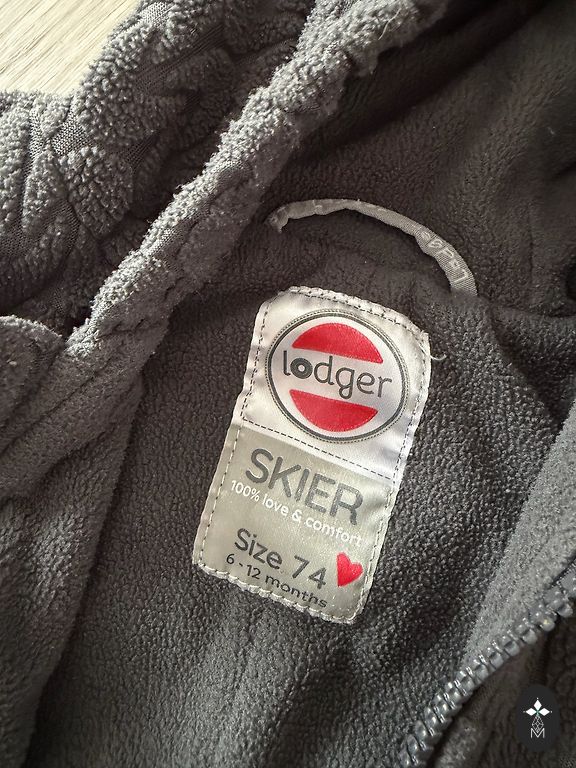 lodger
SKIER
100% love & comfort
Size 74
6-12 months